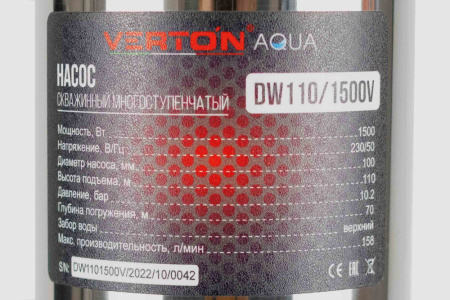 VERTON AQUA
НАСОС
СКВАЖИННЫЙ МНОГОСТУПЕНЧАТЫЙ
DW110/1500V
Мощность, Вт 1500
Напряжение, В/Гц 230/50
Диаметр насоса, мм 100
Высота подъема, м 110
Давление, бар 10.2
Глубина погружения, м 70
Забор воды верхний
Макс. производительность, л/мин 158
S/N: DW1101500V/2022/10/0042
CE EAC